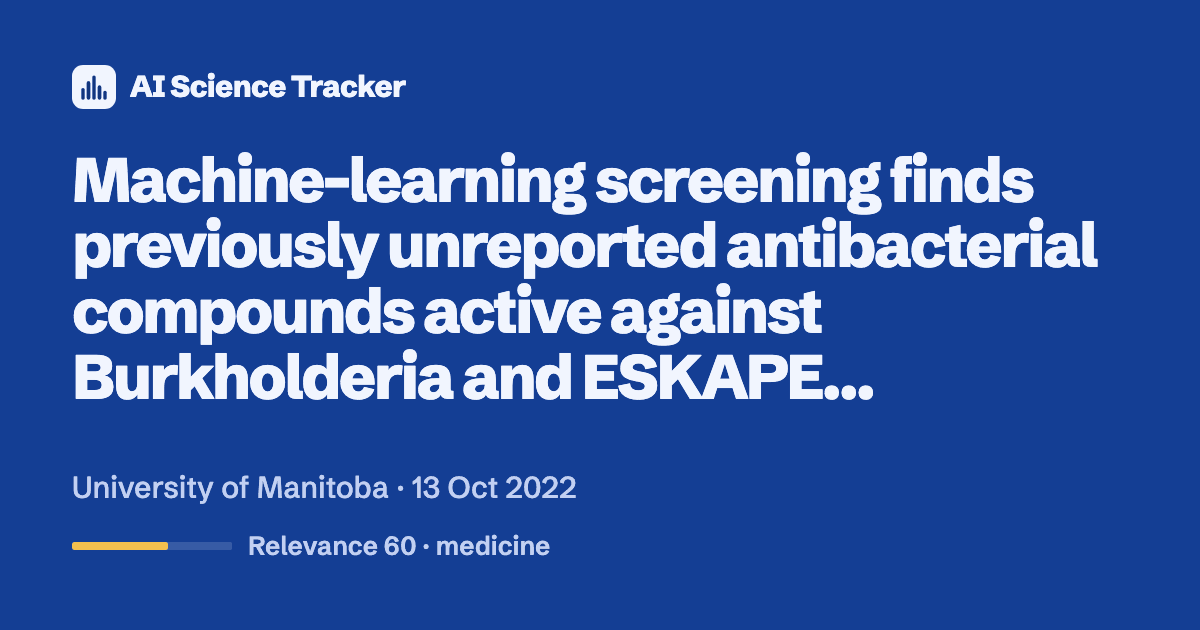 AI Science Tracker
Machine-learning screening finds
previously unreported antibacterial
compounds active against
Burkholderia and ESKAPE...
University of Manitoba · 13 Oct 2022
Relevance 60 · medicine